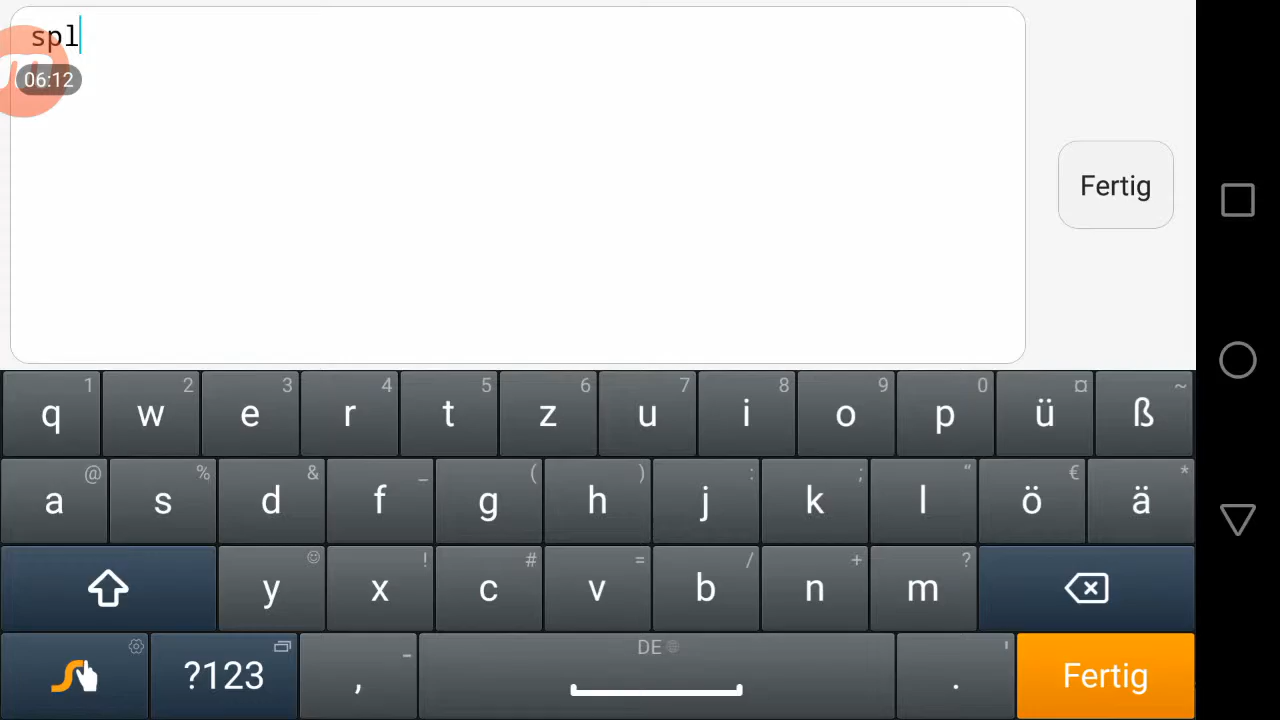 spl
06:12
Fertig
1 2 3 4 5 6 7 8 9 0 ¤ ~
q w e r t z u i o p ü ß
@ % & _ ( ) : ; “ € *
a s d f g h j k l ö ä
! # = / + ?
y x c v b n m
- DE '
?123 , . Fertig